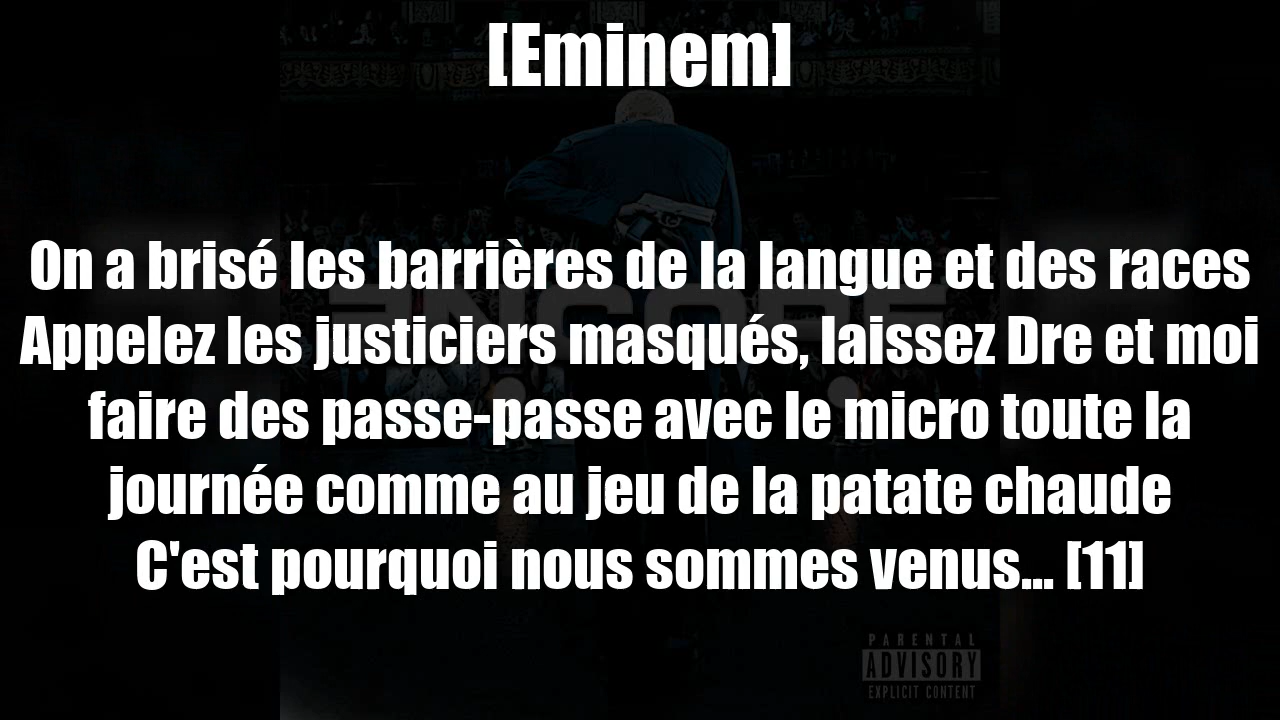 [Eminem]
On a brisé les barrières de la langue et des races
Appelez les justiciers masqués, laissez Dre et moi
faire des passe-passe avec le micro toute la
journée comme au jeu de la patate chaude
C'est pourquoi nous sommes venus... [11]
ENCORE
PARENTAL
ADVISORY
EXPLICIT CONTENT